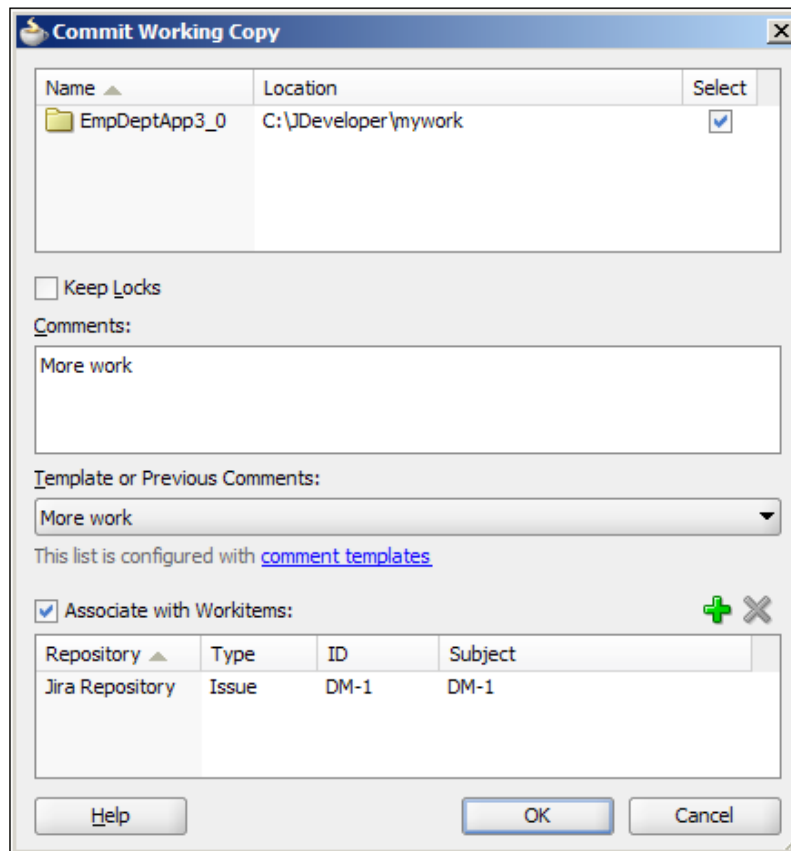 Commit Working Copy
Name Location Select
EmpDeptApp3_0 C:\JDeveloper\mywork
Keep Locks
Comments:
More work
Template or Previous Comments:
More work
This list is configured with comment templates
Associate with Workitems:
Repository Type ID Subject
Jira Repository Issue DM-1 DM-1
Help OK Cancel